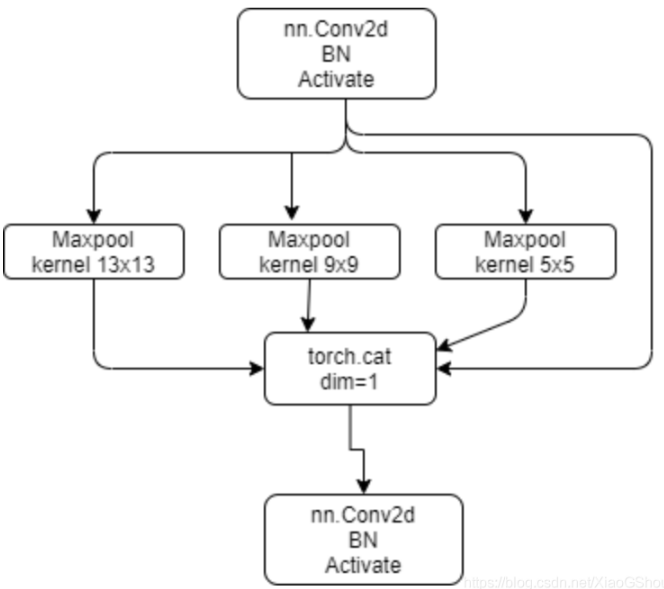 nn.Conv2d
BN
Activate
Maxpool
kernel 13x13
Maxpool
kernel 9x9
Maxpool
kernel 5x5
torch.cat
dim=1
nn.Conv2d
BN
Activate
https://blog.csdn.net/XiaoGShou